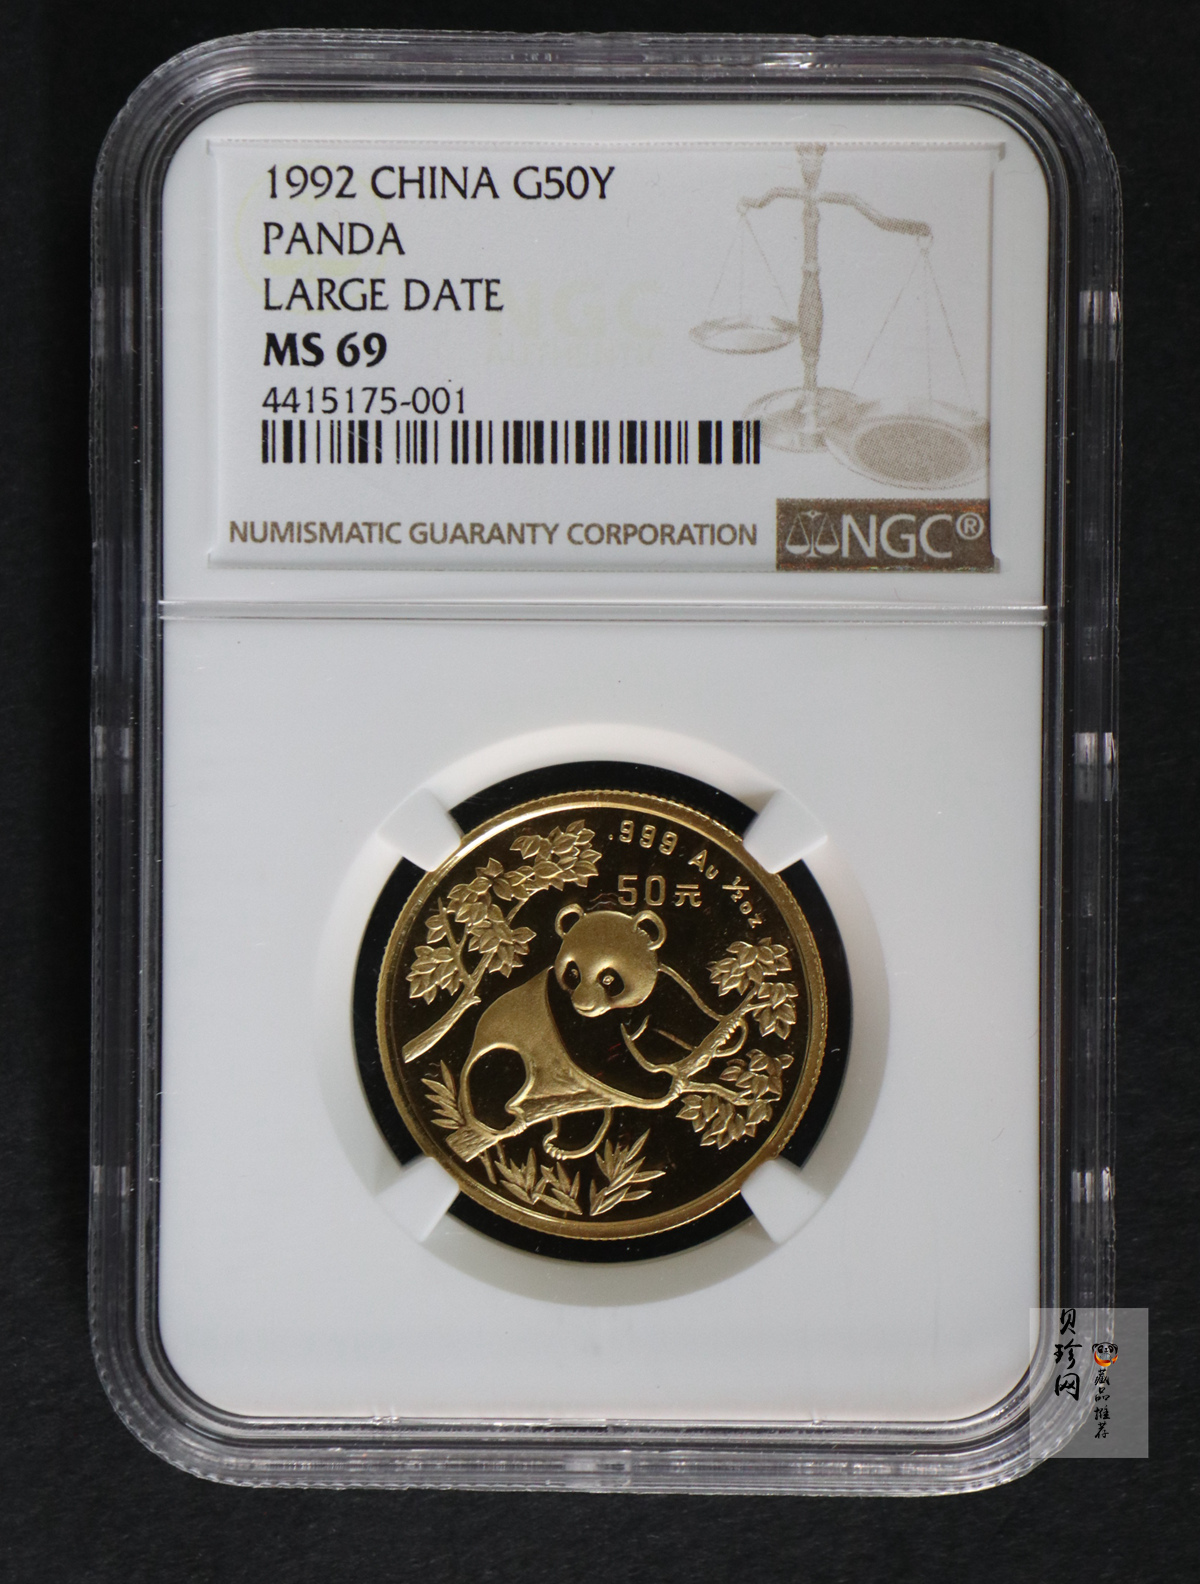 1992 CHINA G50Y
PANDA
LARGE DATE
MS 69
4415175-001
NUMISMATIC GUARANTY CORPORATION
NGC®
.999 Au ½oz
50元
贝珍网
藏品推荐